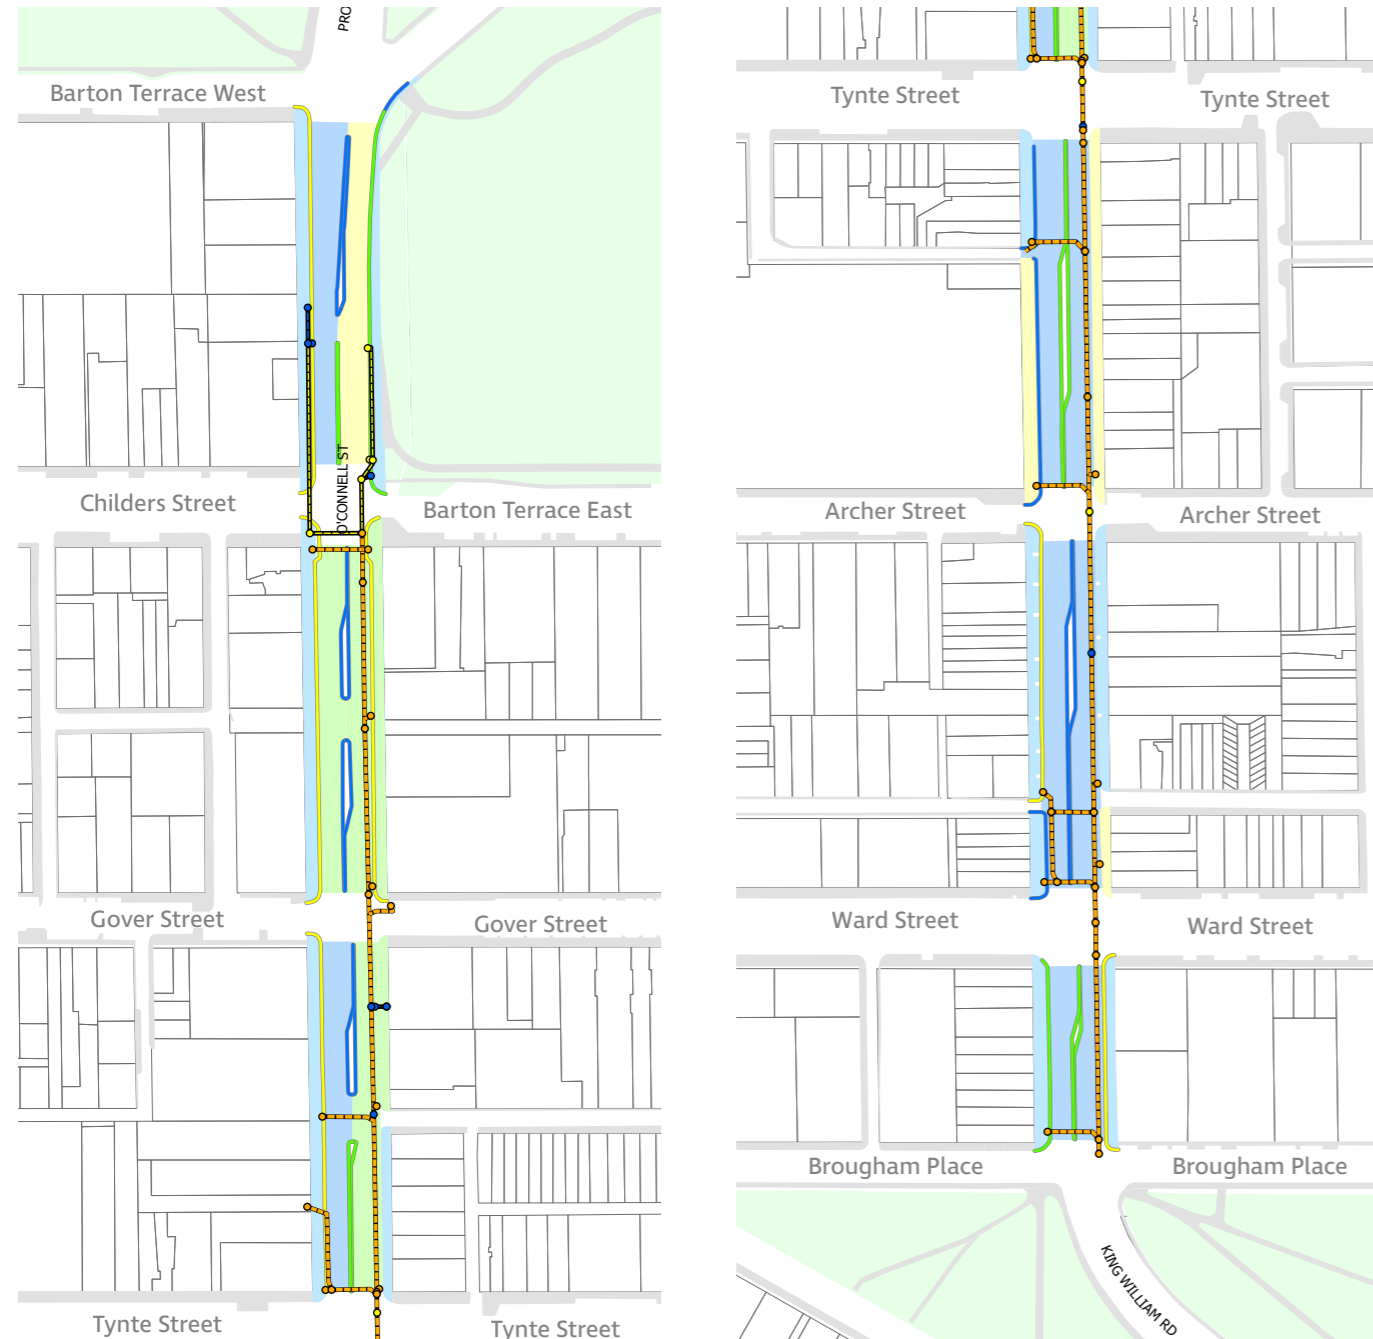 PRO
Barton Terrace West
O'CONNELL ST
Childers Street
Barton Terrace East
Gover Street
Gover Street
Tynte Street
Tynte Street
Tynte Street
Tynte Street
Archer Street
Archer Street
Ward Street
Ward Street
Brougham Place
Brougham Place
KING WILLIAM RD